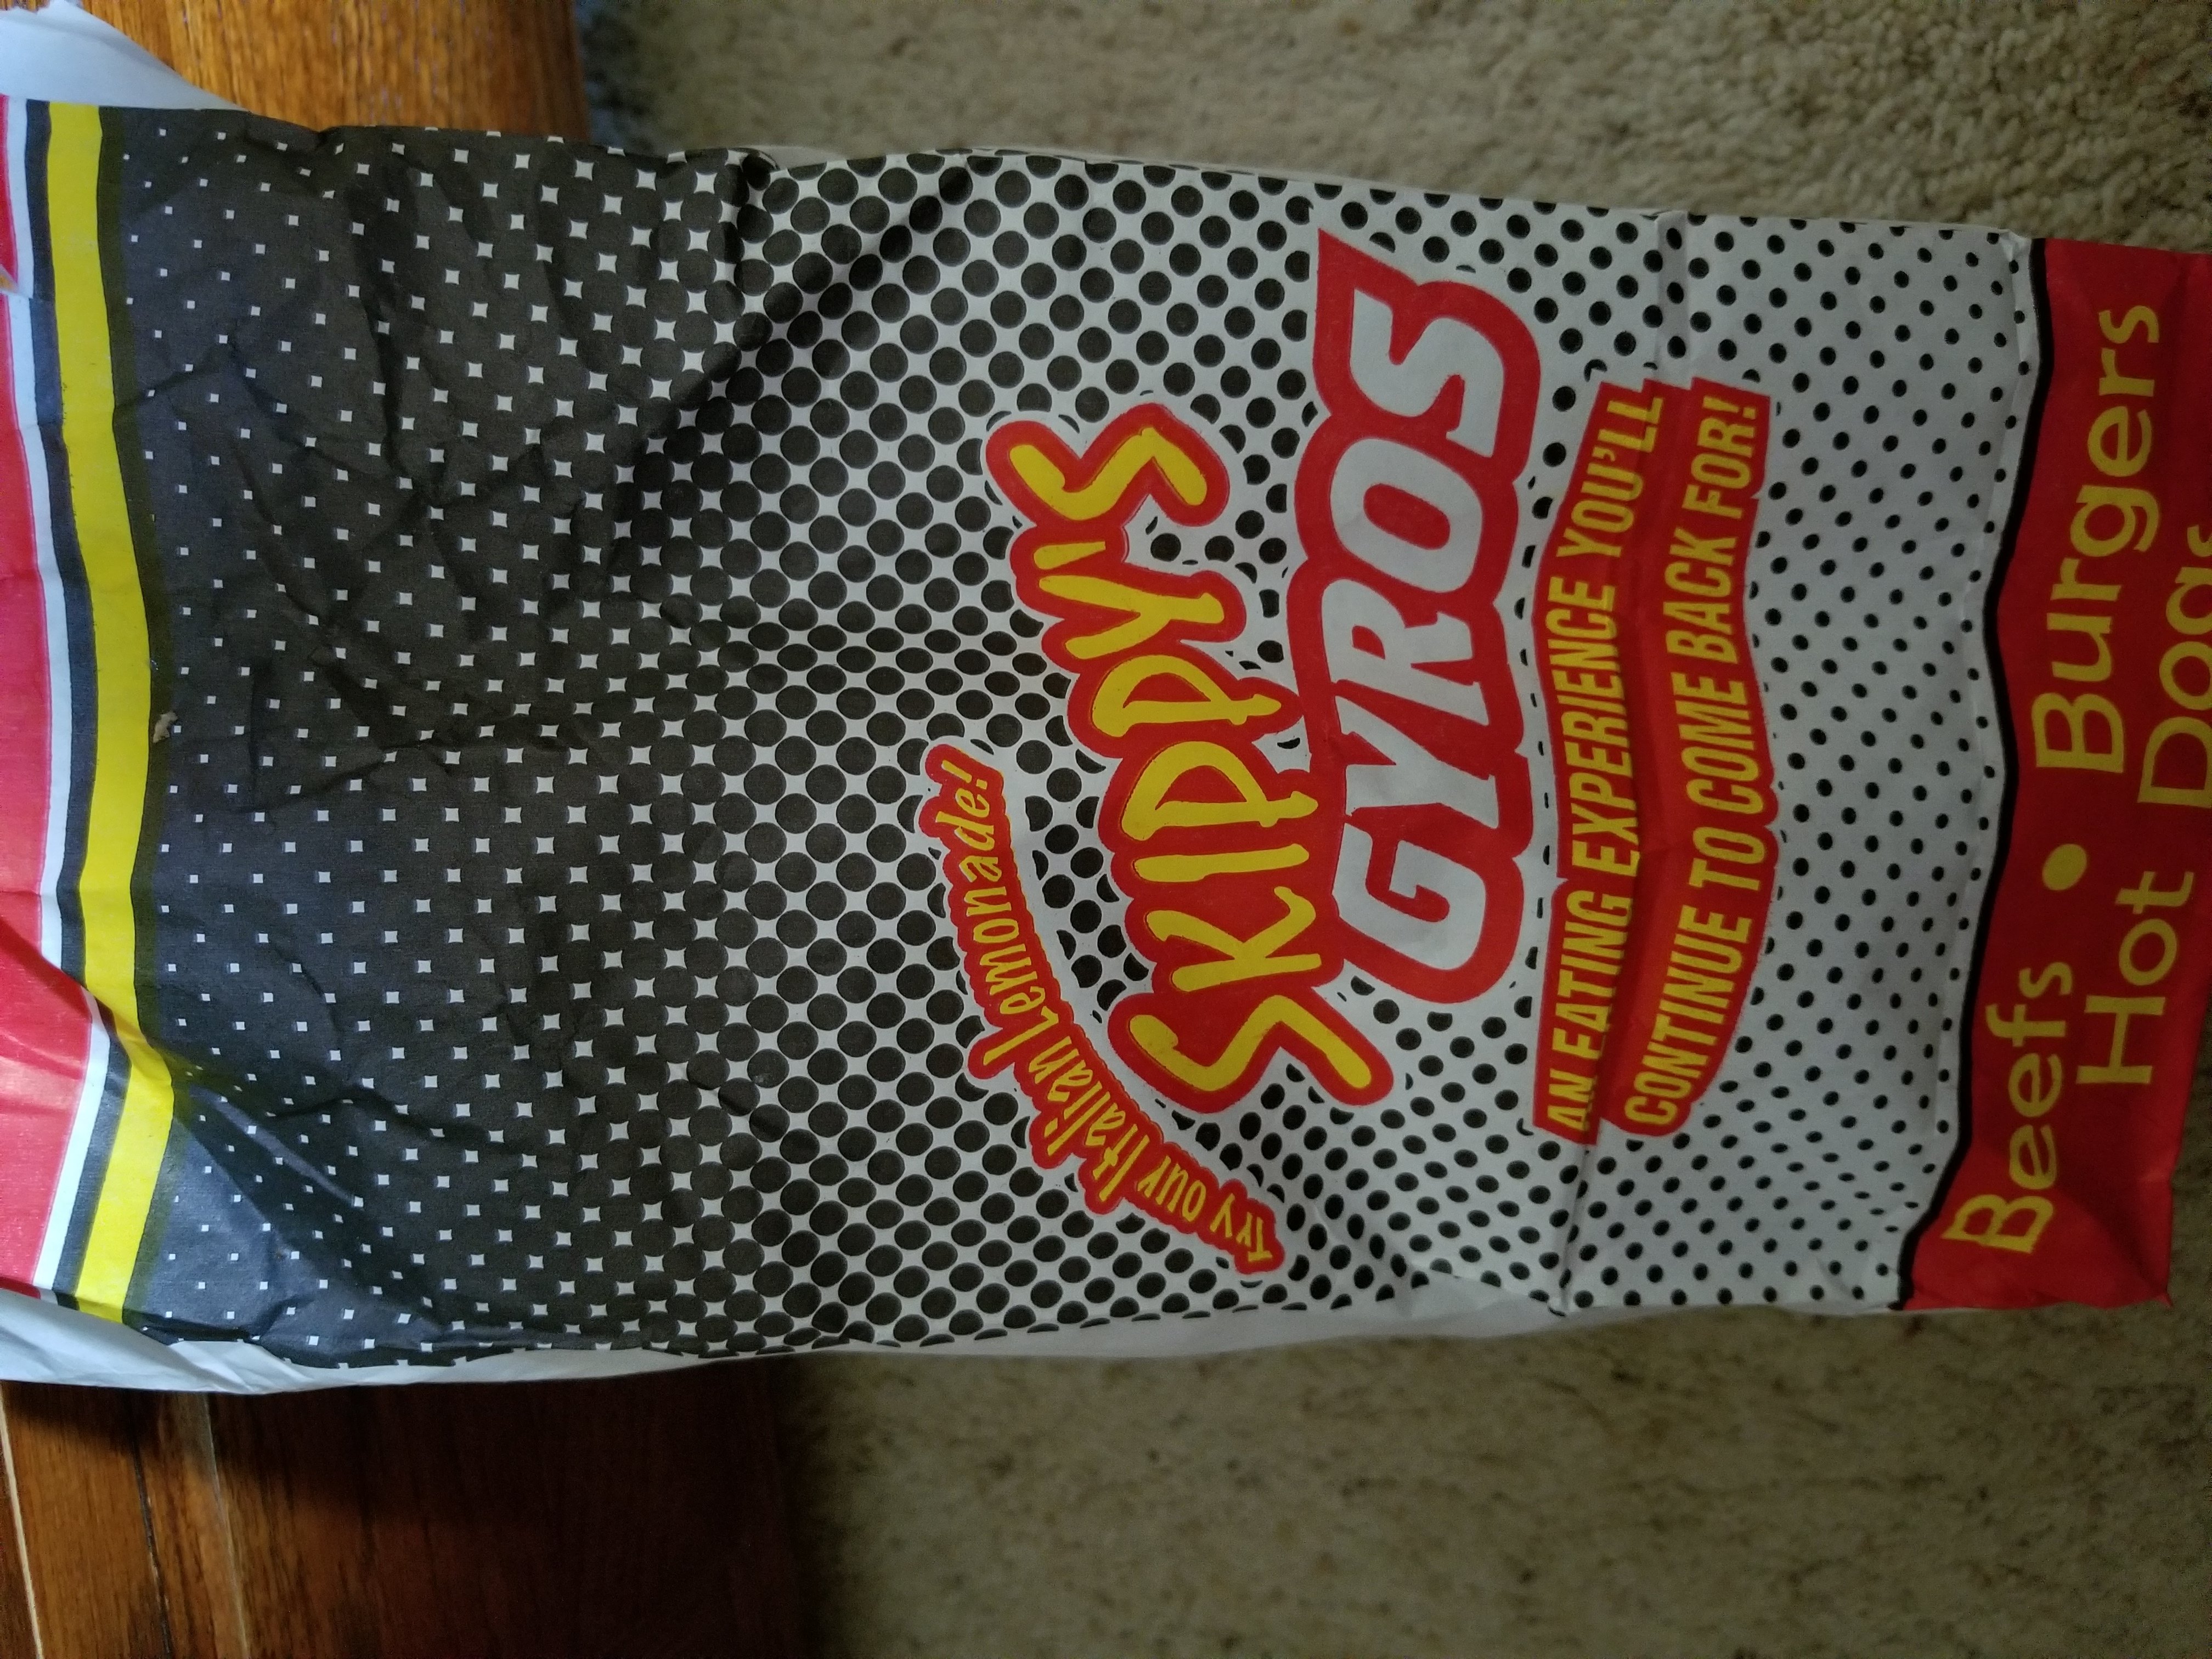 Try our Italian Lemonade!
SKIPPY'S
GYROS
AN EATING EXPERIENCE YOU'LL
CONTINUE TO COME BACK FOR!
Beefs • Burgers
Hot Dogs